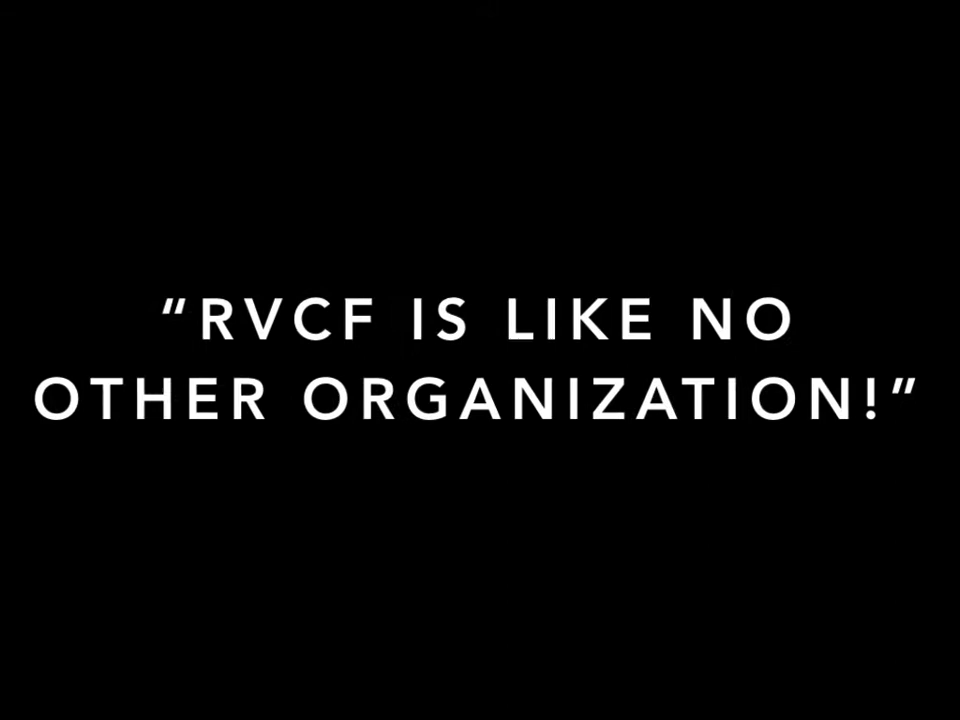 “RVCF IS LIKE NO
OTHER ORGANIZATION!”